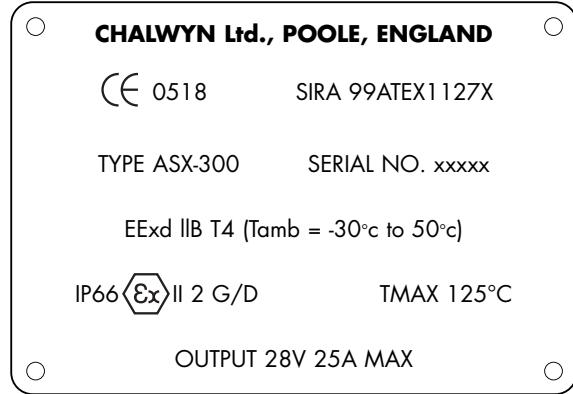 CHALWYN Ltd., POOLE, ENGLAND
CE 0518 SIRA 99ATEX1127X
TYPE ASX-300 SERIAL NO. xxxxx
EExd llB T4 (Tamb = -30°c to 50°c)
IP66 Ex II 2 G/D TMAX 125°C
OUTPUT 28V 25A MAX